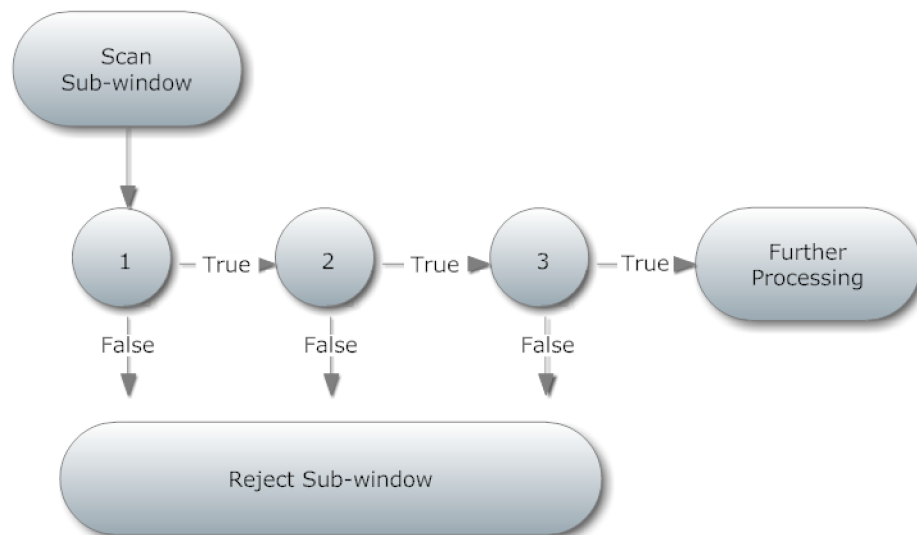 Scan
Sub-window
1
True
2
True
3
True
Further
Processing
False
False
False
Reject Sub-window